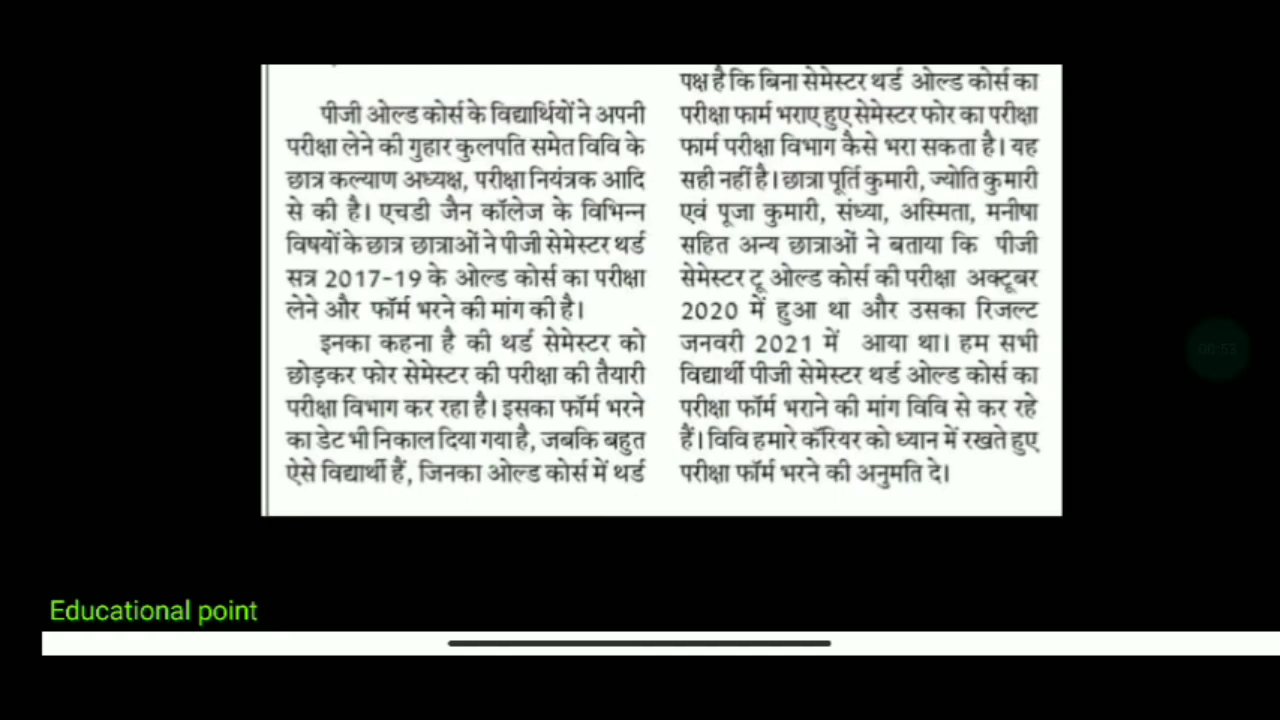 पीजी ओल्ड कोर्स के विद्यार्थियों ने अपनी
परीक्षा लेने की गुहार कुलपति समेत विवि के
छात्र कल्याण अध्यक्ष, परीक्षा नियंत्रक आदि
से की है। एचडी जैन कॉलेज के विभिन्न
विषयों के छात्र छात्राओं ने पीजी सेमेस्टर थर्ड
सत्र 2017-19 के ओल्ड कोर्स का परीक्षा
लेने और फॉर्म भरने की मांग की है।
इनका कहना है की थर्ड सेमेस्टर को
छोड़कर फोर सेमेस्टर की परीक्षा की तैयारी
परीक्षा विभाग कर रहा है। इसका फॉर्म भरने
का डेट भी निकाल दिया गया है, जबकि बहुत
ऐसे विद्यार्थी हैं, जिनका ओल्ड कोर्स में थर्ड
पक्ष है कि बिना सेमेस्टर थर्ड ओल्ड कोर्स का
परीक्षा फार्म भराए हुए सेमेस्टर फोर का परीक्षा
फार्म परीक्षा विभाग कैसे भरा सकता है। यह
सही नहीं है। छात्रा पूर्ति कुमारी, ज्योति कुमारी
एवं पूजा कुमारी, संध्या, अस्मिता, मनीषा
सहित अन्य छात्राओं ने बताया कि पीजी
सेमेस्टर टू ओल्ड कोर्स की परीक्षा अक्टूबर
2020 में हुआ था और उसका रिजल्ट
जनवरी 2021 में आया था। हम सभी
विद्यार्थी पीजी सेमेस्टर थर्ड ओल्ड कोर्स का
परीक्षा फॉर्म भराने की मांग विवि से कर रहे
हैं। विवि हमारे कॅरियर को ध्यान में रखते हुए
परीक्षा फॉर्म भरने की अनुमति दे।
00:53
Educational point